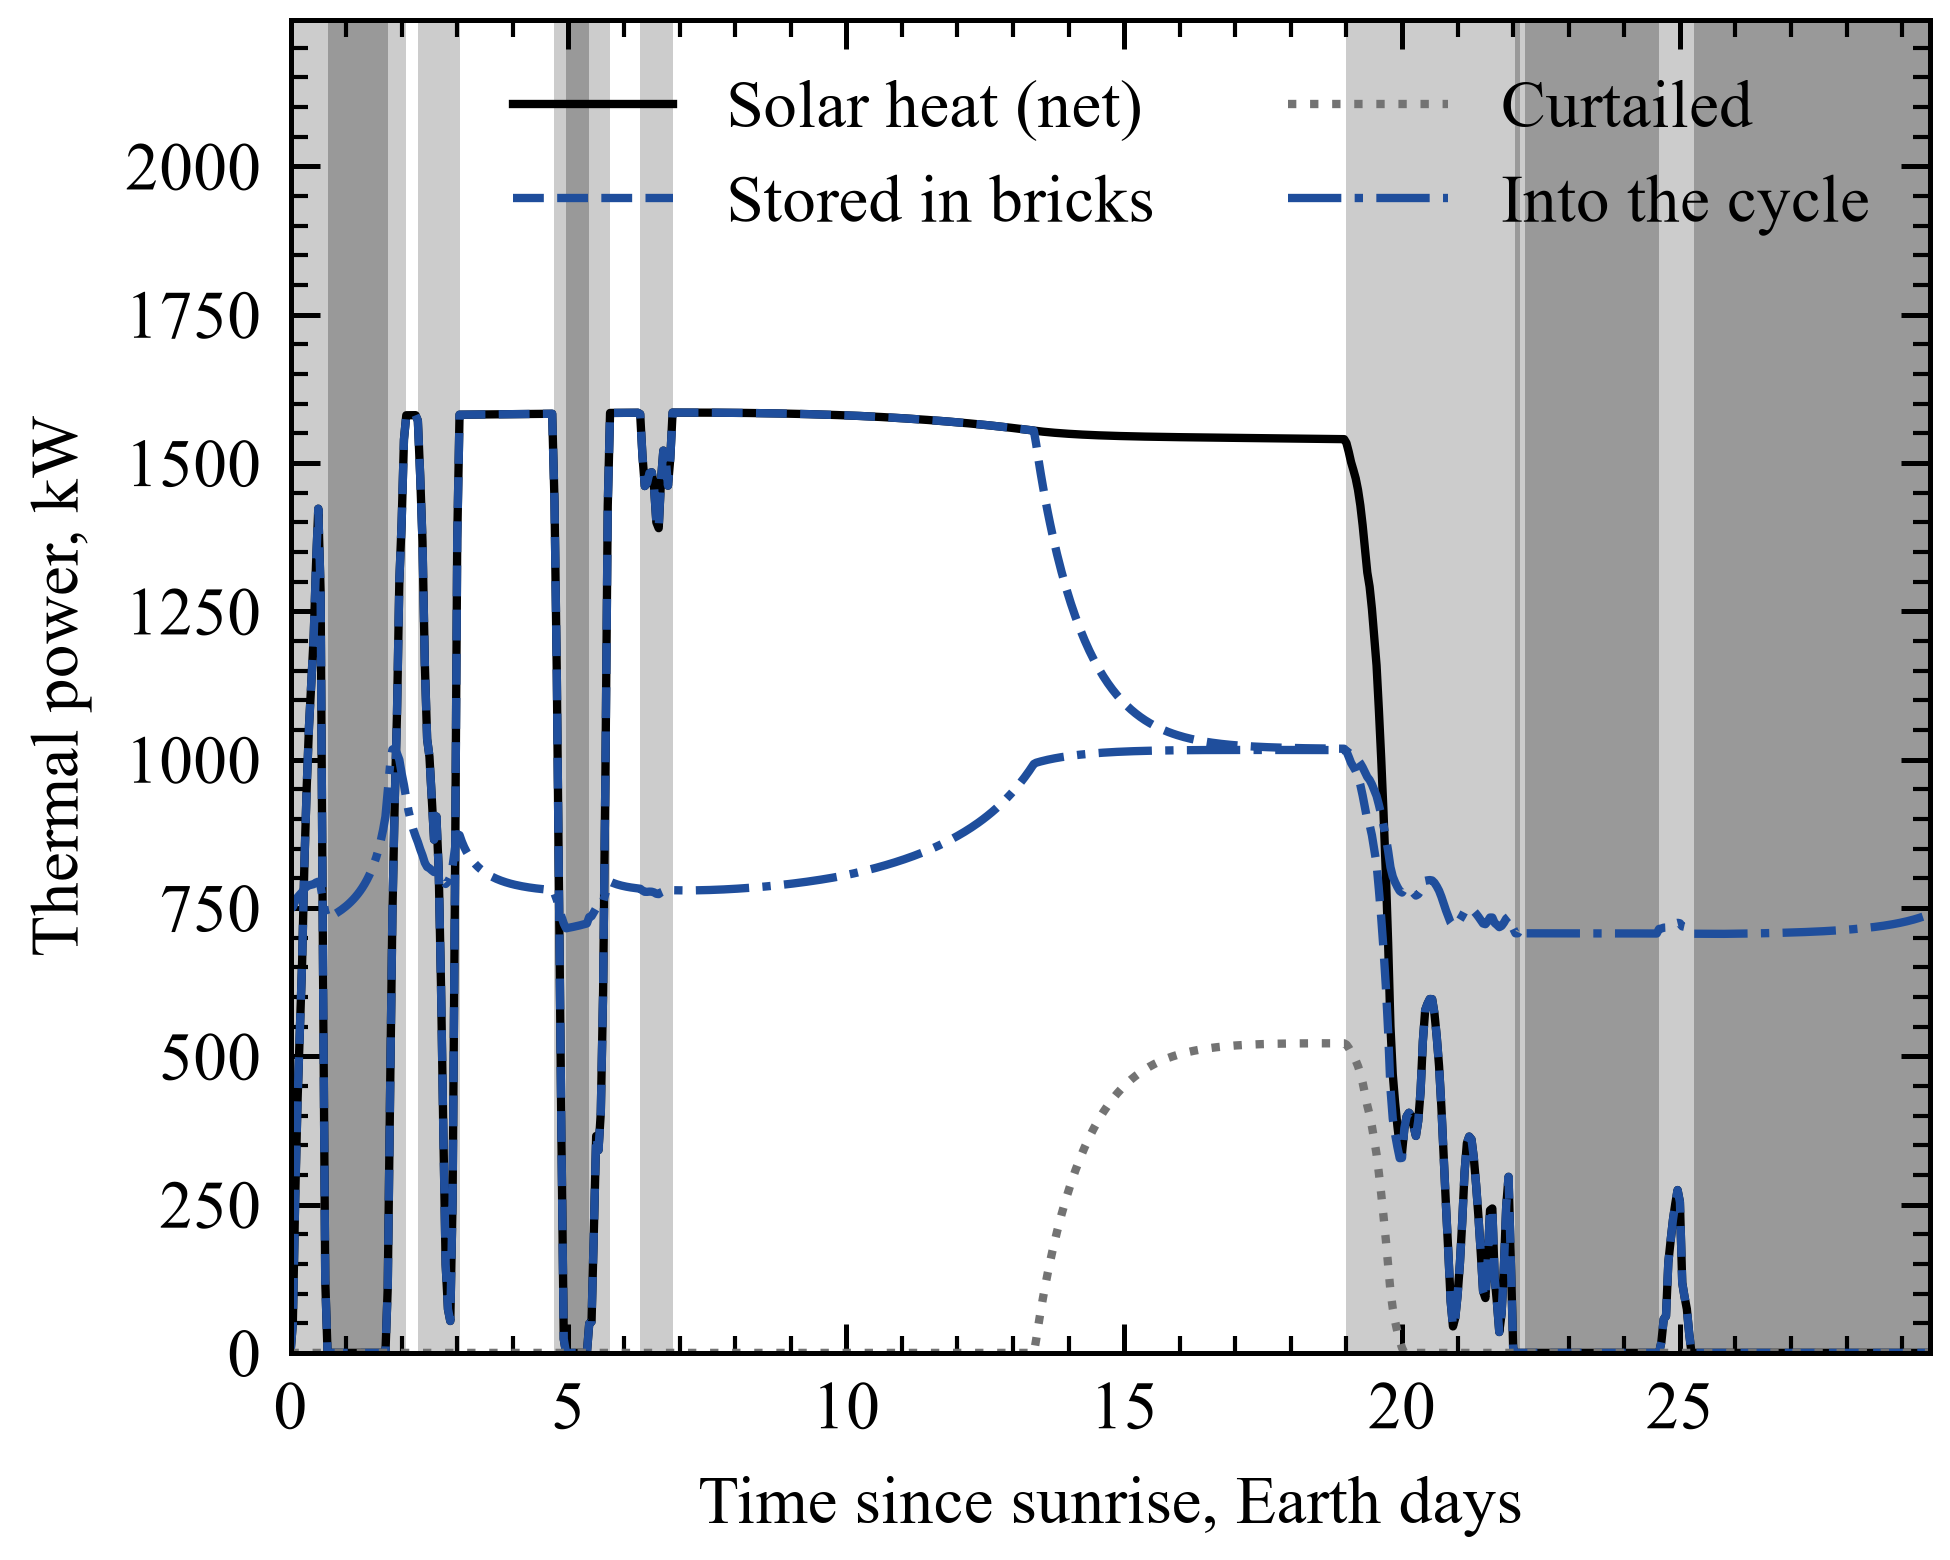 Solar heat (net)
Stored in bricks
Curtailed
Into the cycle
Thermal power, kW
2000
1750
1500
1250
1000
750
500
250
0
0 5 10 15 20 25
Time since sunrise, Earth days